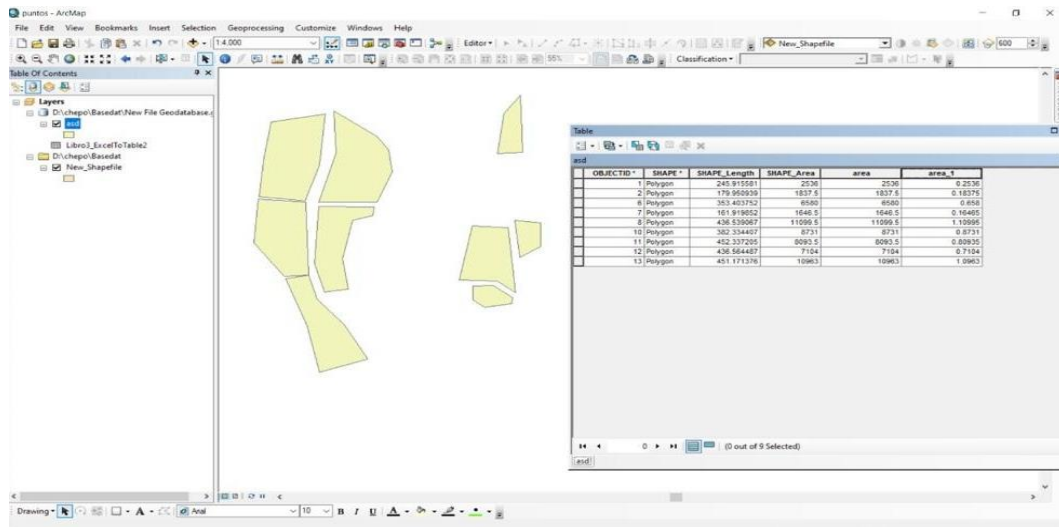 puntos - ArcMap
File Edit View Bookmarks Insert Selection Geoprocessing Customize Windows Help
1:4.000
Editor
New_Shapefile
600
55%
Classification
Table Of Contents
Layers
D:\chepo\Basedat\New File Geodatabase.g
asd
Libro3_ExcelToTable2
D:\chepo\Basedat
New_Shapefile
Table
asd
OBJECTID * SHAPE * SHAPE_Length SHAPE_Area area area_1
1 Polygon 245.915581 2536 2536 0.2536
2 Polygon 179.950939 1837.5 1837.5 0.18375
6 Polygon 353.403752 6580 6580 0.658
7 Polygon 161.919652 1646.5 1646.5 0.16465
8 Polygon 436.539067 11099.5 11099.5 1.10995
10 Polygon 382.334407 8731 8731 0.8731
11 Polygon 452.337205 8093.5 8093.5 0.80935
12 Polygon 436.564487 7104 7104 0.7104
13 Polygon 451.171376 10963 10963 1.0963
0 (0 out of 9 Selected)
asd
Drawing Arial 10 B I U A